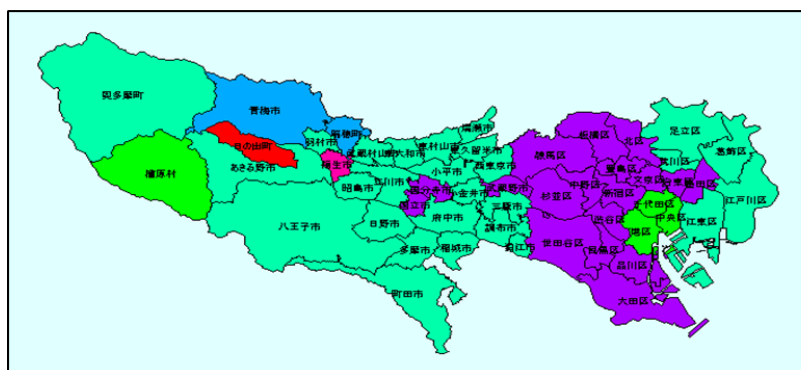 奥多摩町
青梅市
瑞穂町
日の出町
羽村市
福生市
檜原村
あきる野市
昭島市
八王子市
武蔵村山市
東大和市
東村山市
清瀬市
東久留米市
西東京市
小平市
立川市
国分寺市
小金井市
武蔵野市
国立市
日野市
府中市
三鷹市
調布市
狛江市
多摩市
稲城市
町田市
練馬区
板橋区
北区
足立区
葛飾区
荒川区
豊島区
文京区
台東区
墨田区
江戸川区
中野区
杉並区
新宿区
千代田区
中央区
江東区
渋谷区
港区
世田谷区
目黒区
品川区
大田区